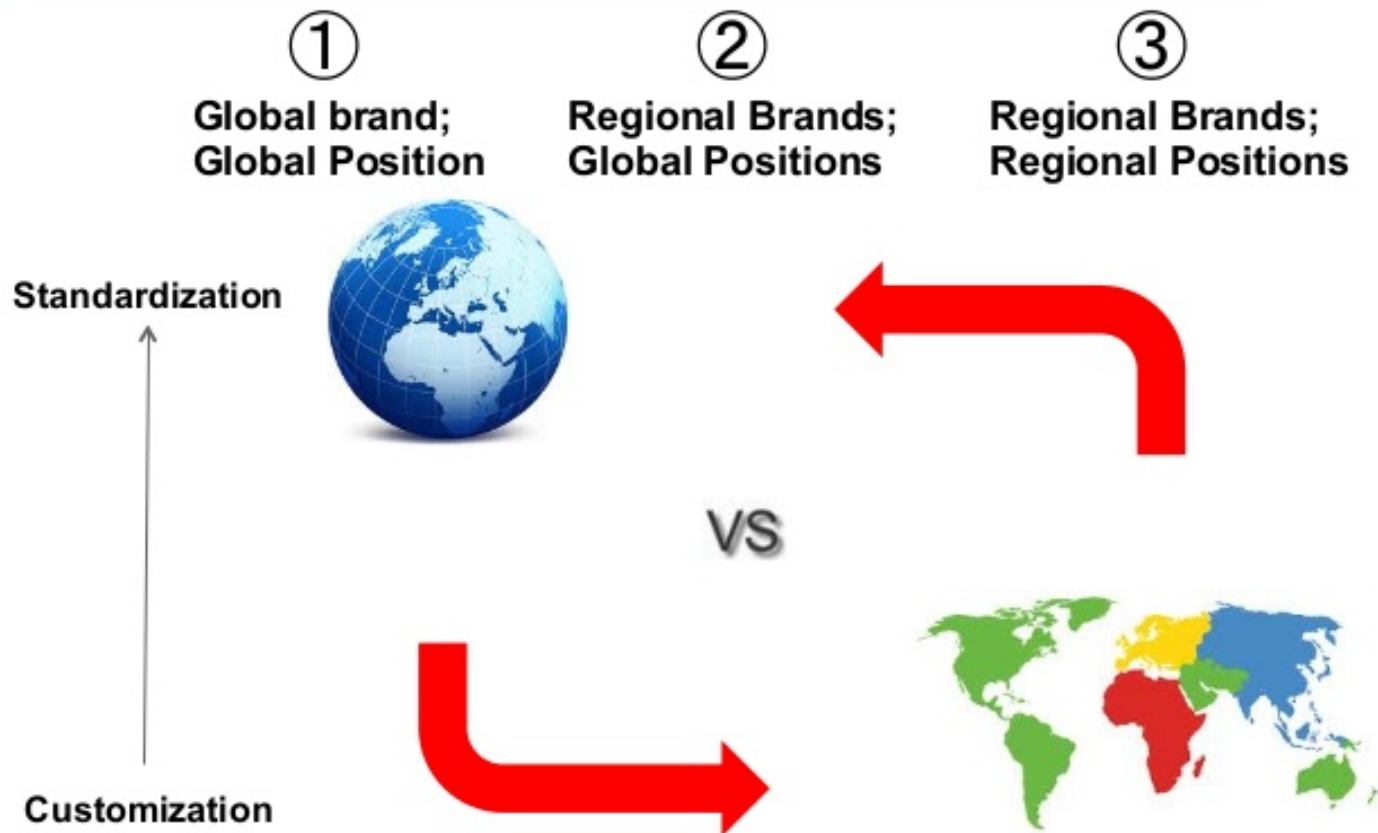 ①
Global brand;
Global Position
②
Regional Brands;
Global Positions
③
Regional Brands;
Regional Positions
Standardization
VS
Customization